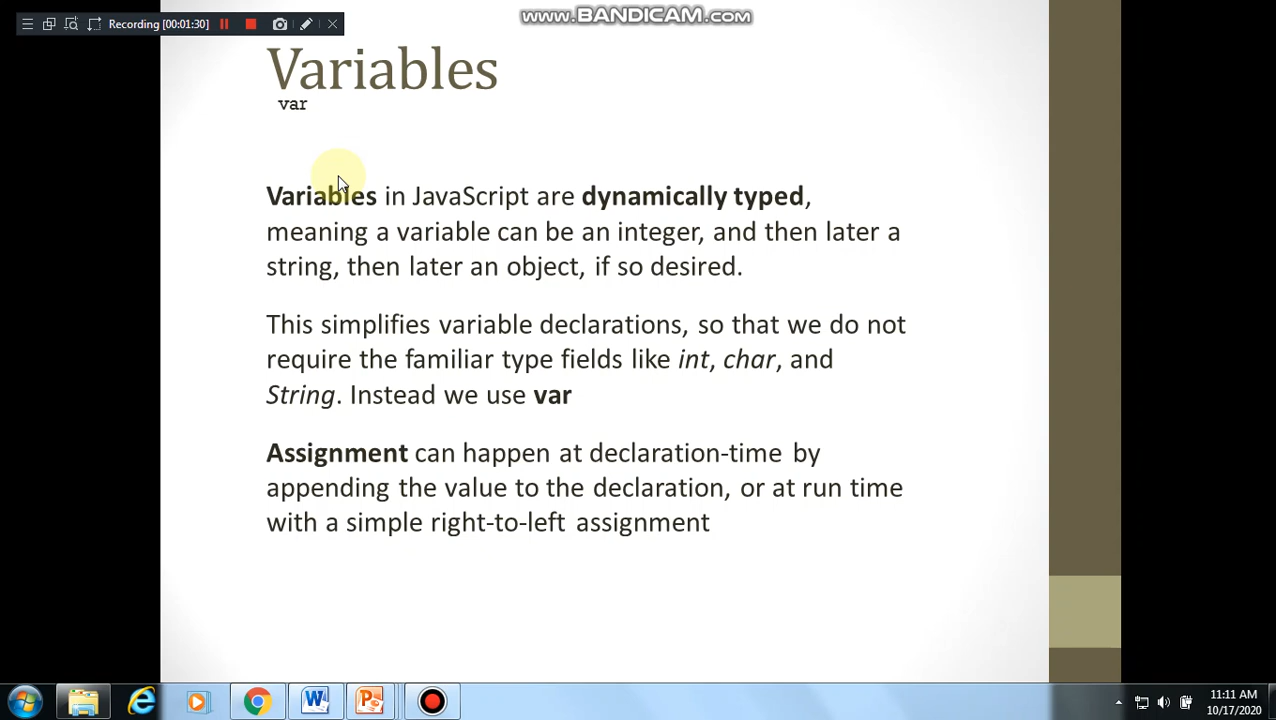 www.BANDICAM.com
Recording [00:01:30]
Variables
var
Variables in JavaScript are dynamically typed,
meaning a variable can be an integer, and then later a
string, then later an object, if so desired.
This simplifies variable declarations, so that we do not
require the familiar type fields like int, char, and
String. Instead we use var
Assignment can happen at declaration-time by
appending the value to the declaration, or at run time
with a simple right-to-left assignment
11:11 AM
10/17/2020